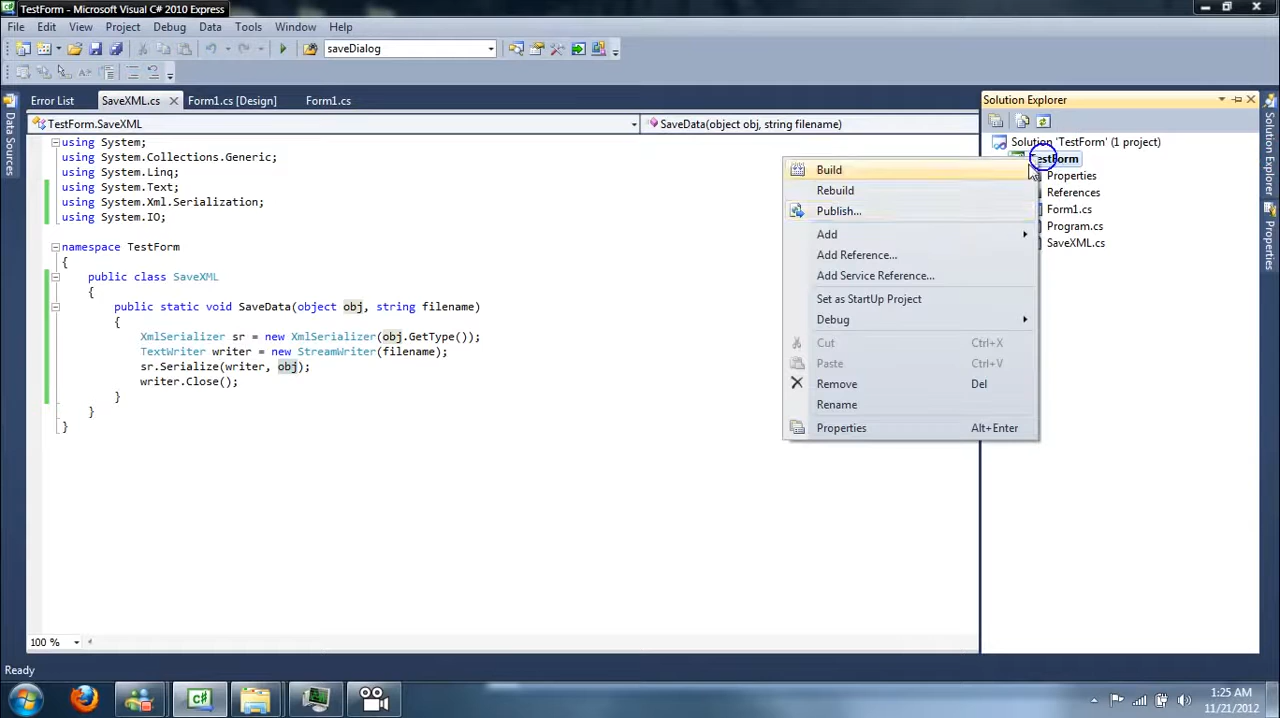 TestForm - Microsoft Visual C# 2010 Express
File Edit View Project Debug Data Tools Window Help
saveDialog
Error List SaveXML.cs Form1.cs [Design] Form1.cs
Solution Explorer
TestForm.SaveXML SaveData(object obj, string filename)
Data Sources
Solution Explorer
Properties
using System;
using System.Collections.Generic;
using System.Linq;
using System.Text;
using System.Xml.Serialization;
using System.IO;
namespace TestForm
{
public class SaveXML
{
public static void SaveData(object obj, string filename)
{
XmlSerializer sr = new XmlSerializer(obj.GetType());
TextWriter writer = new StreamWriter(filename);
sr.Serialize(writer, obj);
writer.Close();
}
}
}
Build
Rebuild
Publish...
Add
Add Reference...
Add Service Reference...
Set as StartUp Project
Debug
Cut Ctrl+X
Paste Ctrl+V
Remove Del
Rename
Properties Alt+Enter
Solution 'TestForm' (1 project)
TestForm
Properties
References
Form1.cs
Program.cs
SaveXML.cs
100 %
Ready
C#
1:25 AM
11/21/2012